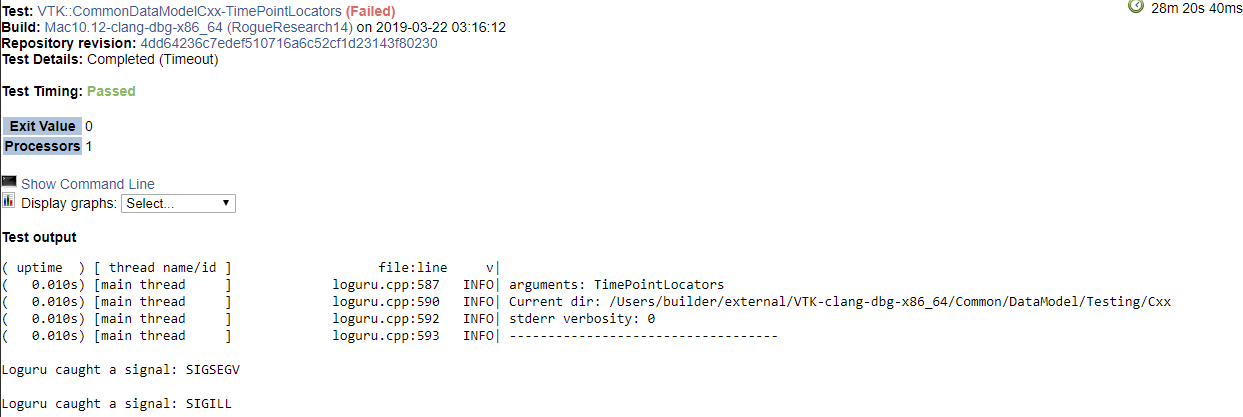 Test: VTK::CommonDataModelCxx-TimePointLocators (Failed)
28m 20s 40ms
Build: Mac10.12-clang-dbg-x86_64 (RogueResearch14) on 2019-03-22 03:16:12
Repository revision: 4dd64236c7edef510716a6c52cf1d23143f80230
Test Details: Completed (Timeout)
Test Timing: Passed
Exit Value 0
Processors 1
Show Command Line
Display graphs: Select...
Test output
( uptime  ) [ thread name/id ]                   file:line     v|
(   0.010s) [main thread     ]             loguru.cpp:587   INFO| arguments: TimePointLocators
(   0.010s) [main thread     ]             loguru.cpp:590   INFO| Current dir: /Users/builder/external/VTK-clang-dbg-x86_64/Common/DataModel/Testing/Cxx
(   0.010s) [main thread     ]             loguru.cpp:592   INFO| stderr verbosity: 0
(   0.010s) [main thread     ]             loguru.cpp:593   INFO| -----------------------------------
Loguru caught a signal: SIGSEGV
Loguru caught a signal: SIGILL